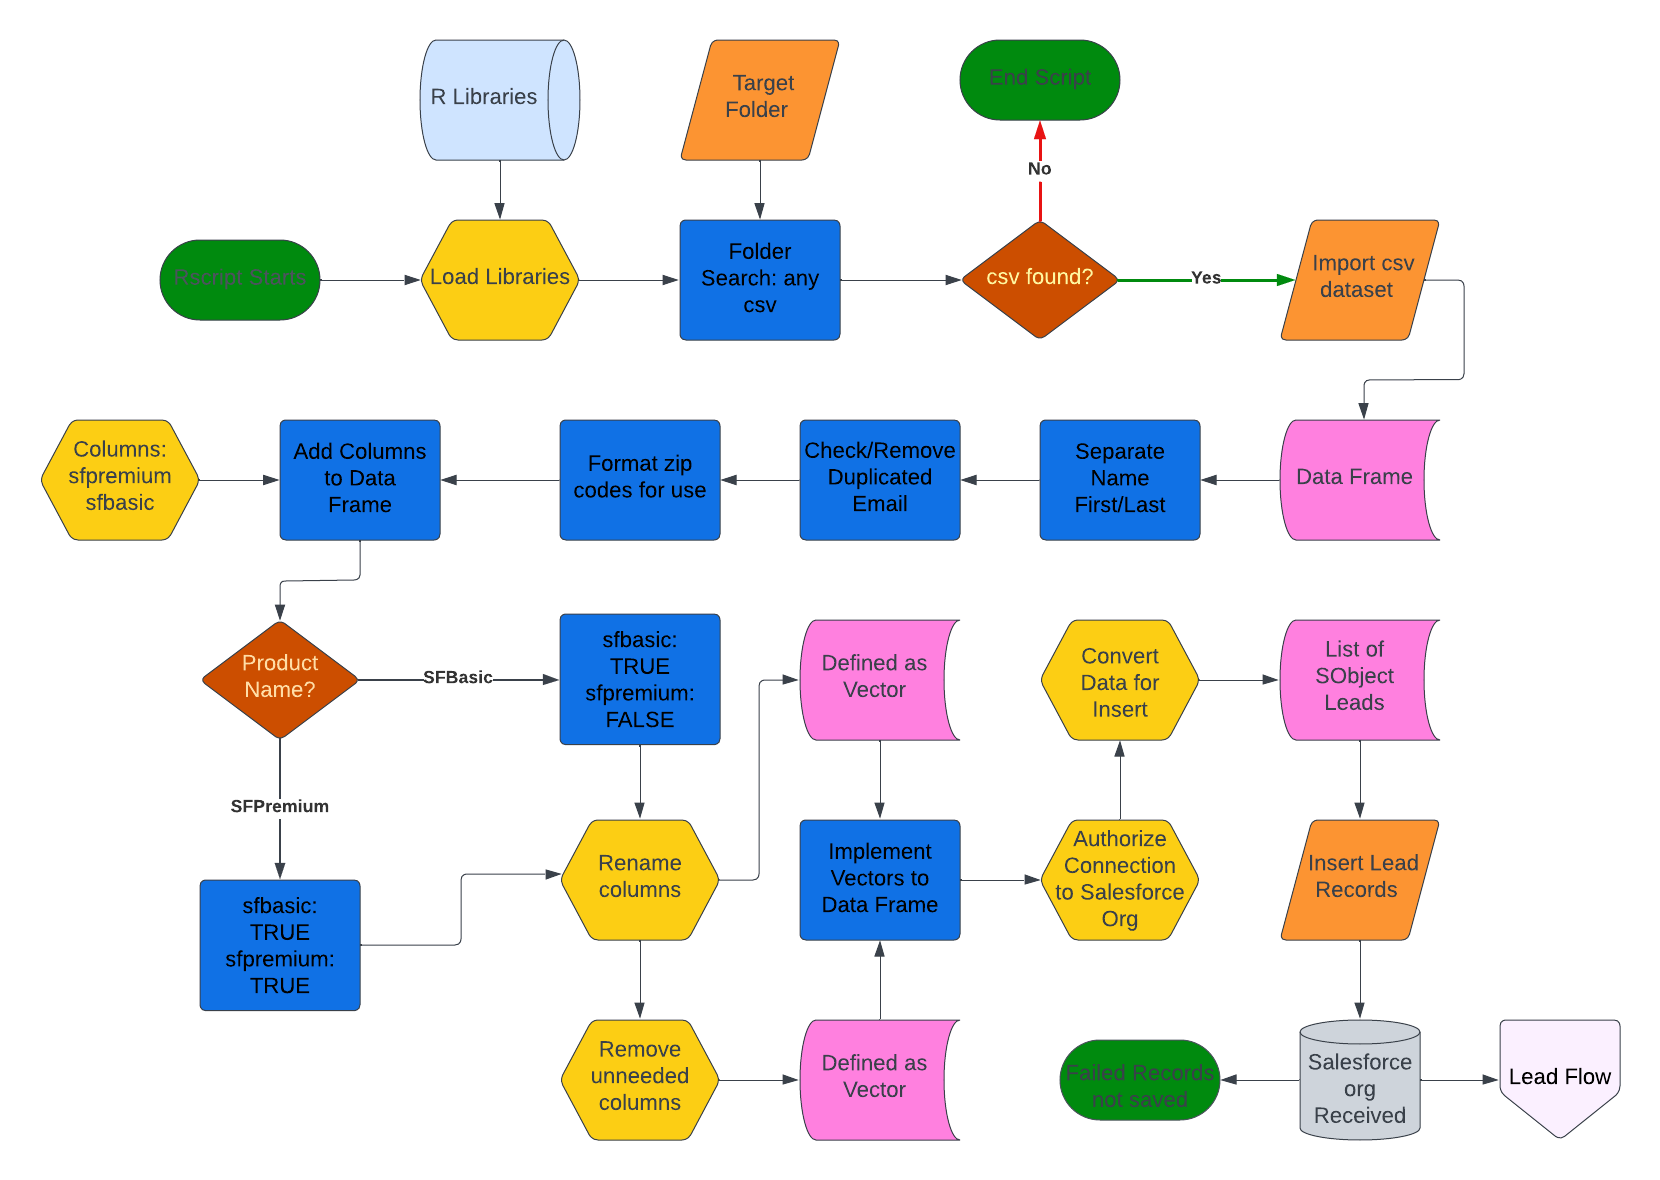 R Libraries
Target
Folder
End Script
No
Rscript Starts
Load Libraries
Folder
Search: any
csv
csv found?
Yes
Import csv
dataset
Columns:
sfpremium
sfbasic
Add Columns
to Data
Frame
Format zip
codes for use
Check/Remove
Duplicated
Email
Separate
Name
First/Last
Data Frame
Product
Name?
SFBasic
sfbasic:
TRUE
sfpremium:
FALSE
Defined as
Vector
Convert
Data for
Insert
List of
SObject
Leads
SFPremium
sfbasic:
TRUE
sfpremium:
TRUE
Rename
columns
Implement
Vectors to
Data Frame
Authorize
Connection
to Salesforce
Org
Insert Lead
Records
Remove
unneeded
columns
Defined as
Vector
Failed Records
not saved
Salesforce
org
Received
Lead Flow